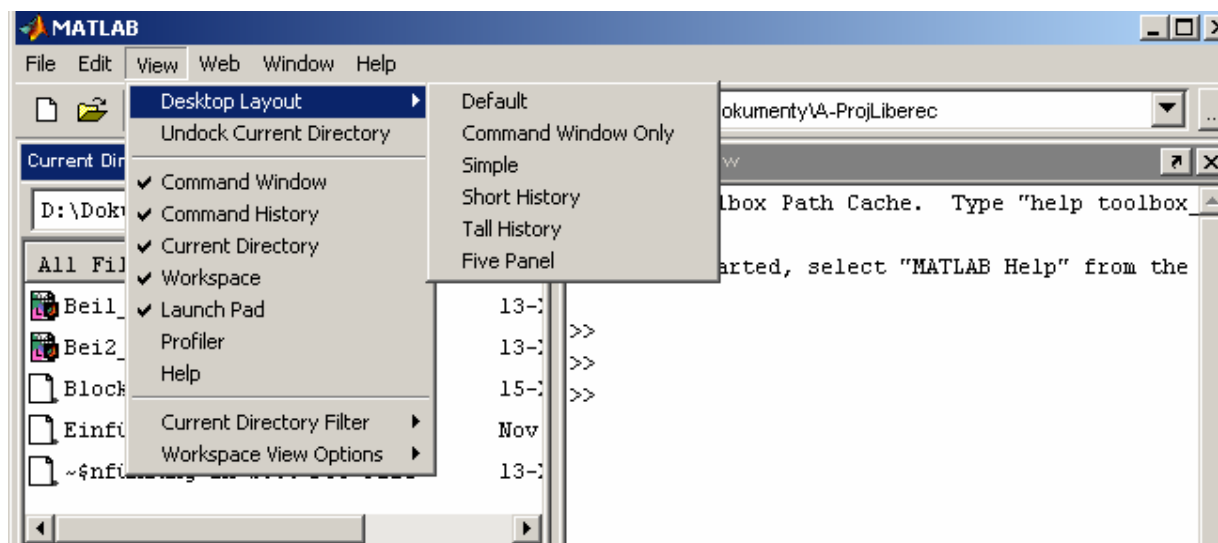 MATLAB
File Edit View Web Window Help
okumenty\A-ProjLiberec
...
Desktop Layout
Undock Current Directory
Command Window
Command History
Current Directory
Workspace
Launch Pad
Profiler
Help
Current Directory Filter
Workspace View Options
Default
Command Window Only
Simple
Short History
Tall History
Five Panel
Current Dir
D:\Dok
All Fil
Bei1_ 13-
Bei2_ 13-
Block 15-
Einfü Nov
~$nfü 13-
w
lbox Path Cache. Type "help toolbox_
arted, select "MATLAB Help" from the
>>
>>
>>